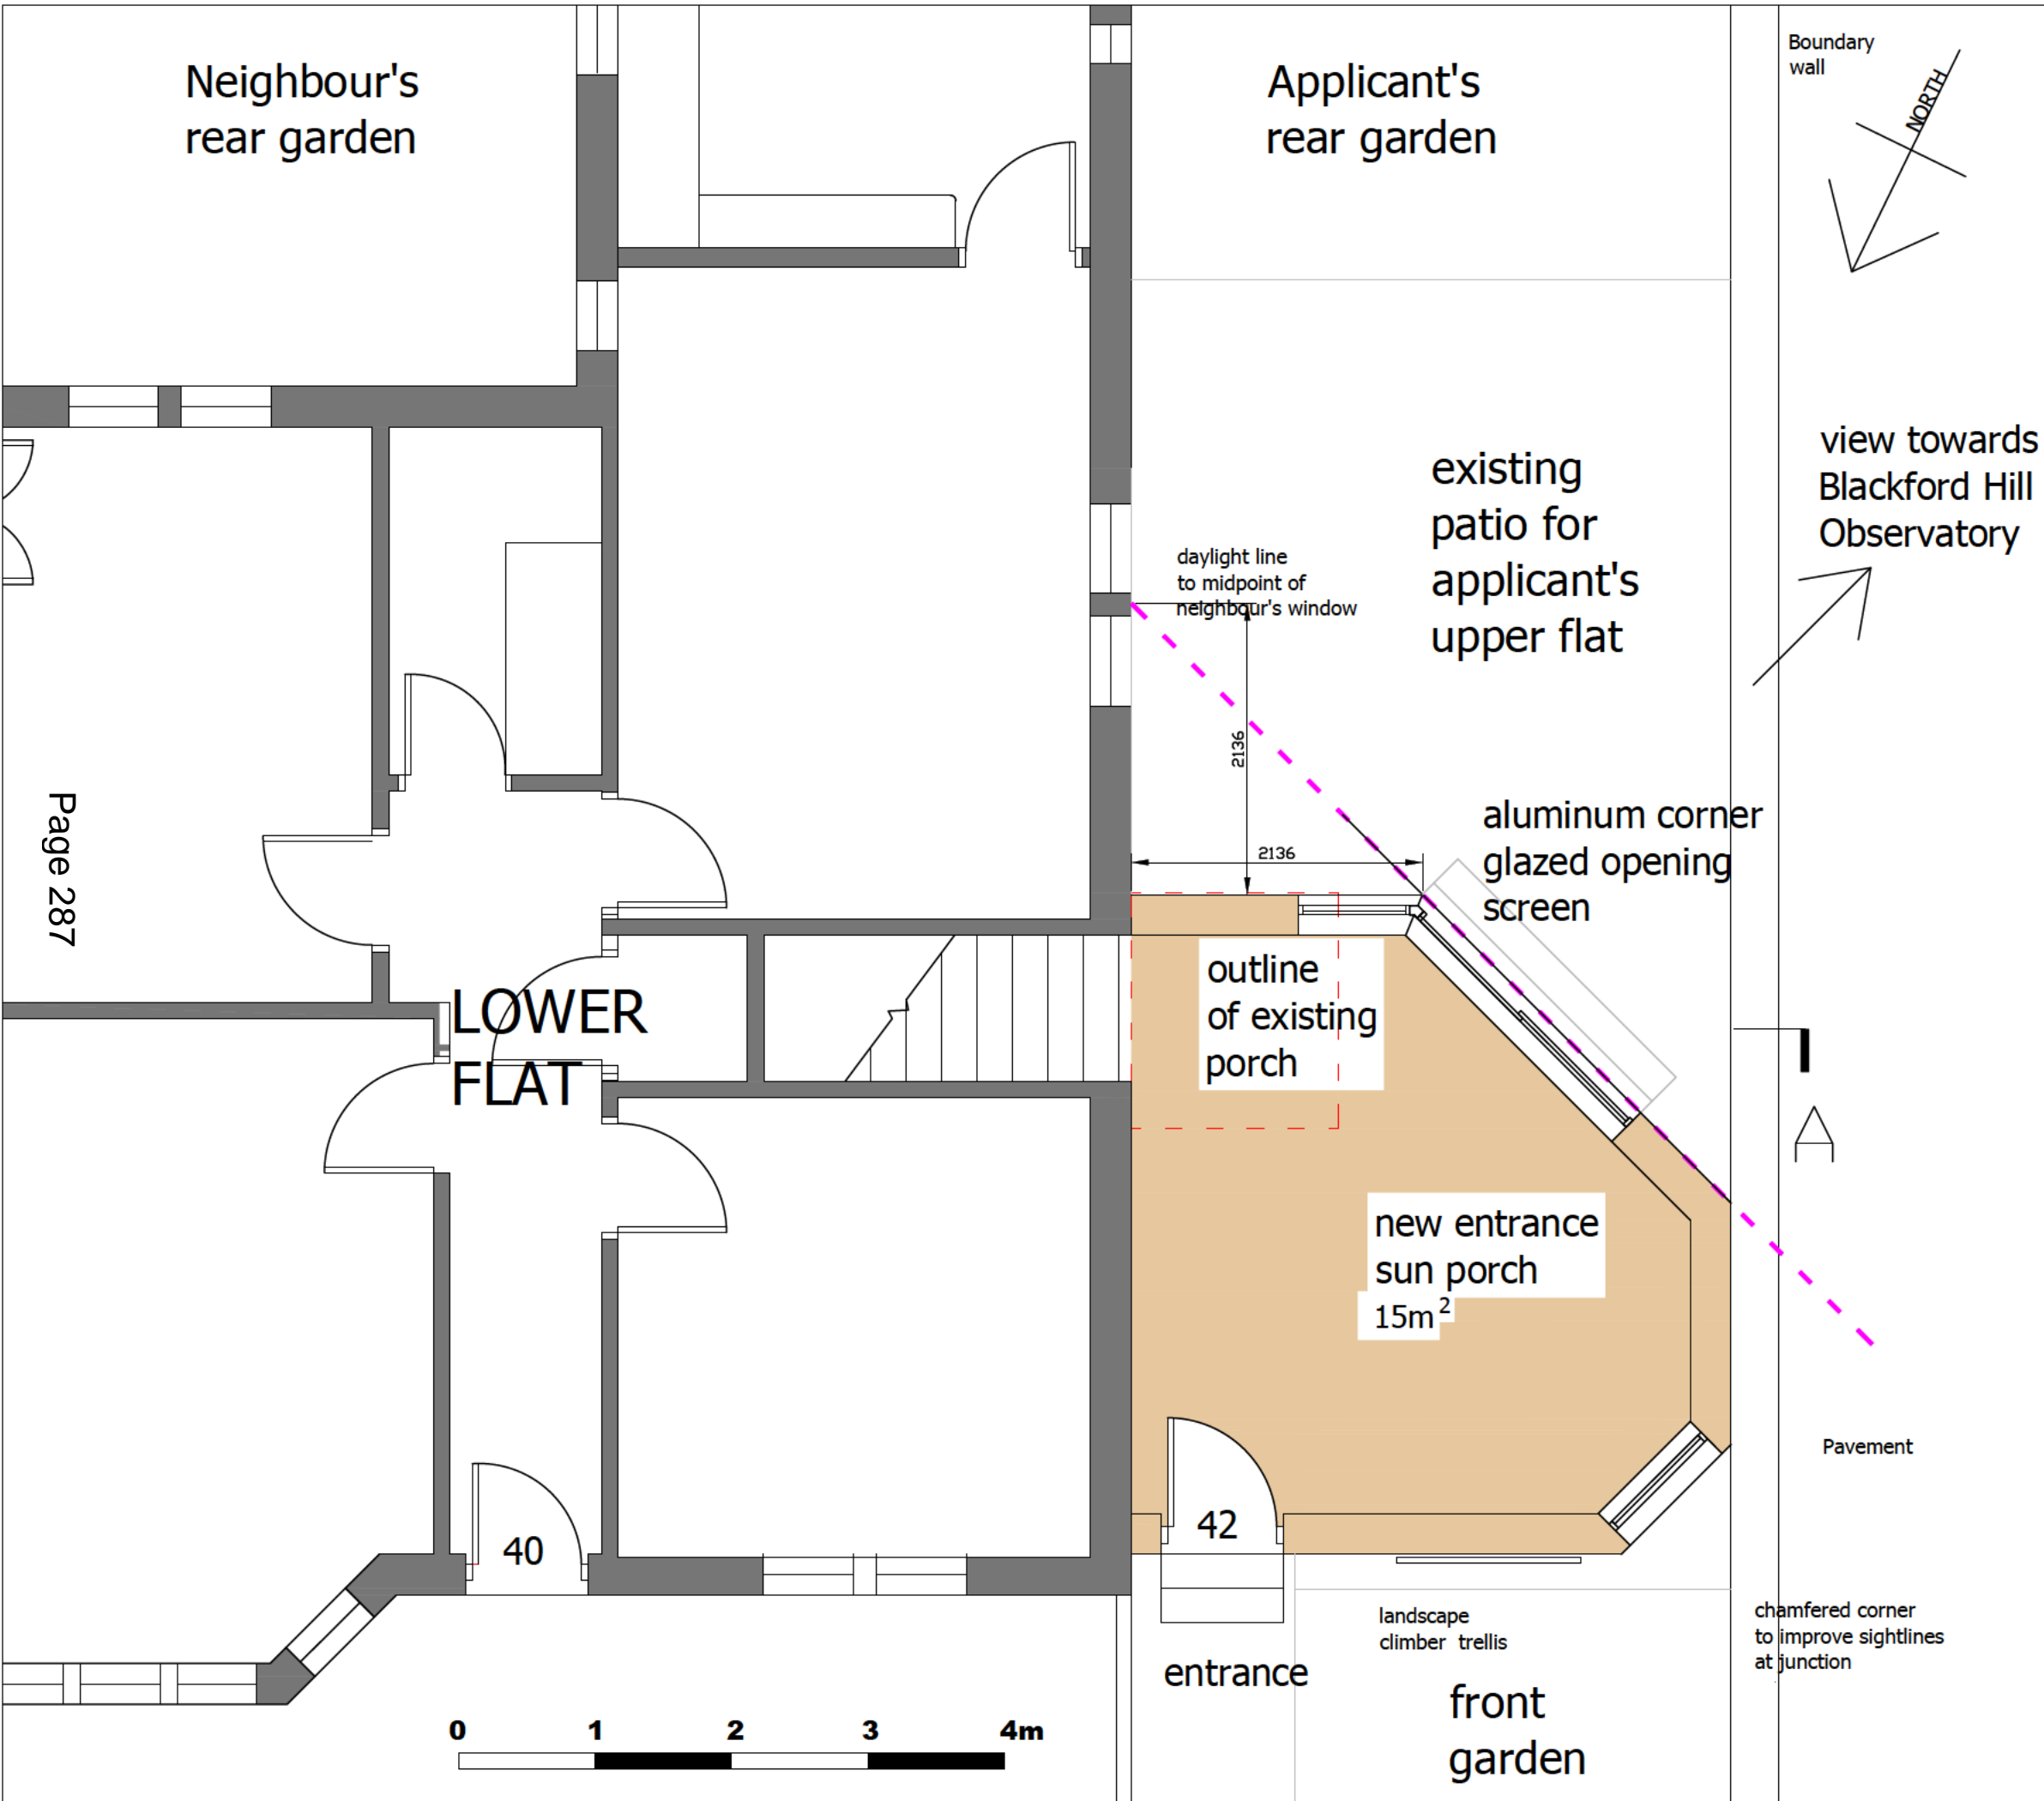 Neighbour's
rear garden
Applicant's
rear garden
Boundary
wall
NORTH
view towards
Blackford Hill
Observatory
existing
patio for
applicant's
upper flat
daylight line
to midpoint of
neighbour's window
2136
2136
aluminum corner
glazed opening
screen
Page 287
LOWER
FLAT
outline
of existing
porch
A
new entrance
sun porch
15m²
Pavement
40
42
landscape
climber trellis
chamfered corner
to improve sightlines
at junction
entrance
front
garden
0 1 2 3 4m